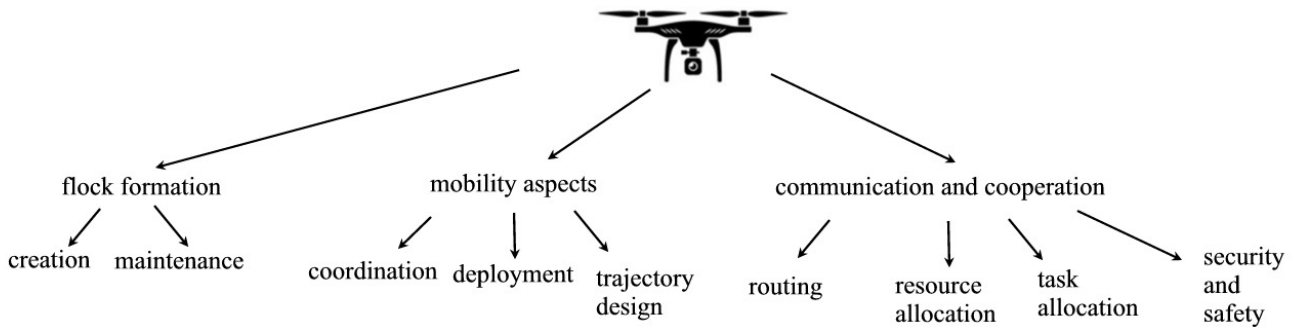 flock formation
mobility aspects
communication and cooperation
creation
maintenance
coordination
deployment
trajectory
design
routing
resource
allocation
task
allocation
security
and
safety